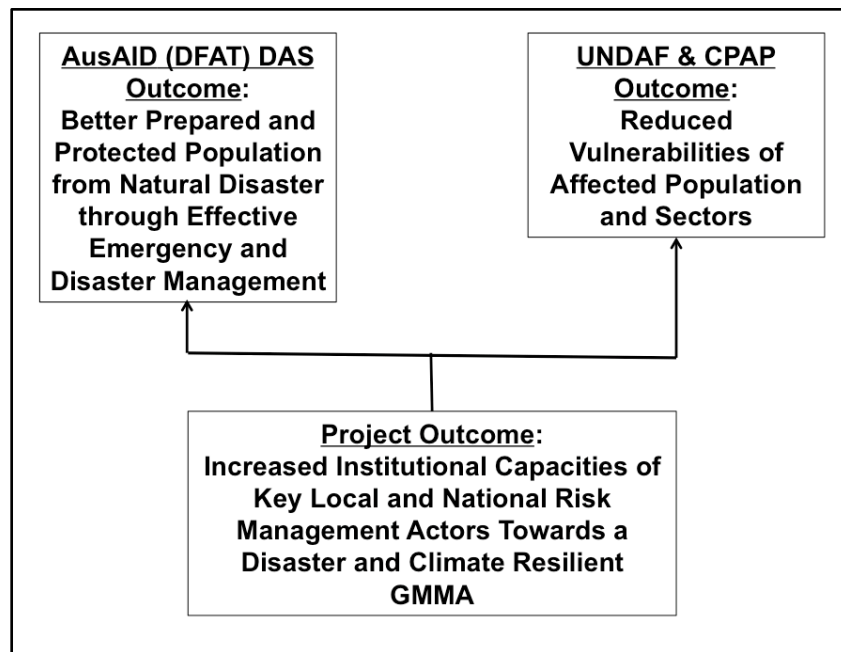 AusAID (DFAT) DAS
Outcome:
Better Prepared and
Protected Population
from Natural Disaster
through Effective
Emergency and
Disaster Management
UNDAF & CPAP
Outcome:
Reduced
Vulnerabilities of
Affected Population
and Sectors
Project Outcome:
Increased Institutional Capacities of
Key Local and National Risk
Management Actors Towards a
Disaster and Climate Resilient
GMMA